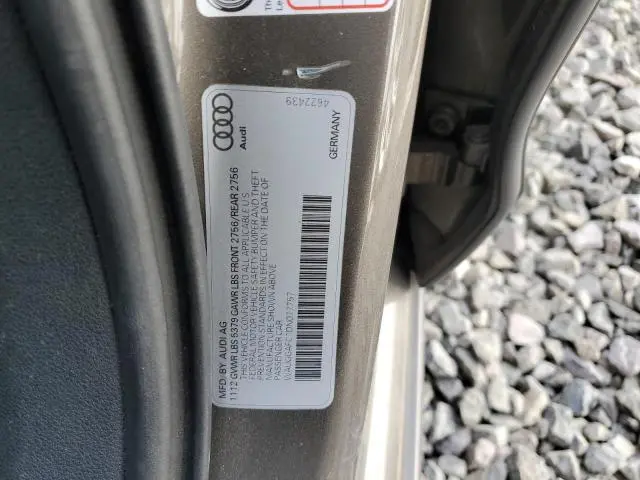 Audi
4622439
GERMANY
MFD.BY AUDI AG
1112 GVWR LBS 5379 GAWR LBS FRONT 2756/REAR 2756
THIS VEHICLE CONFORMS TO ALL APPLICABLE U.S
FEDERAL MOTOR VEHICLE SAFETY BUMPER AND THEFT
PREVENTION STANDARDS IN EFFECT ON THE DATE OF
MANUFACTURE SHOWN ABOVE
PASSENGER CAR